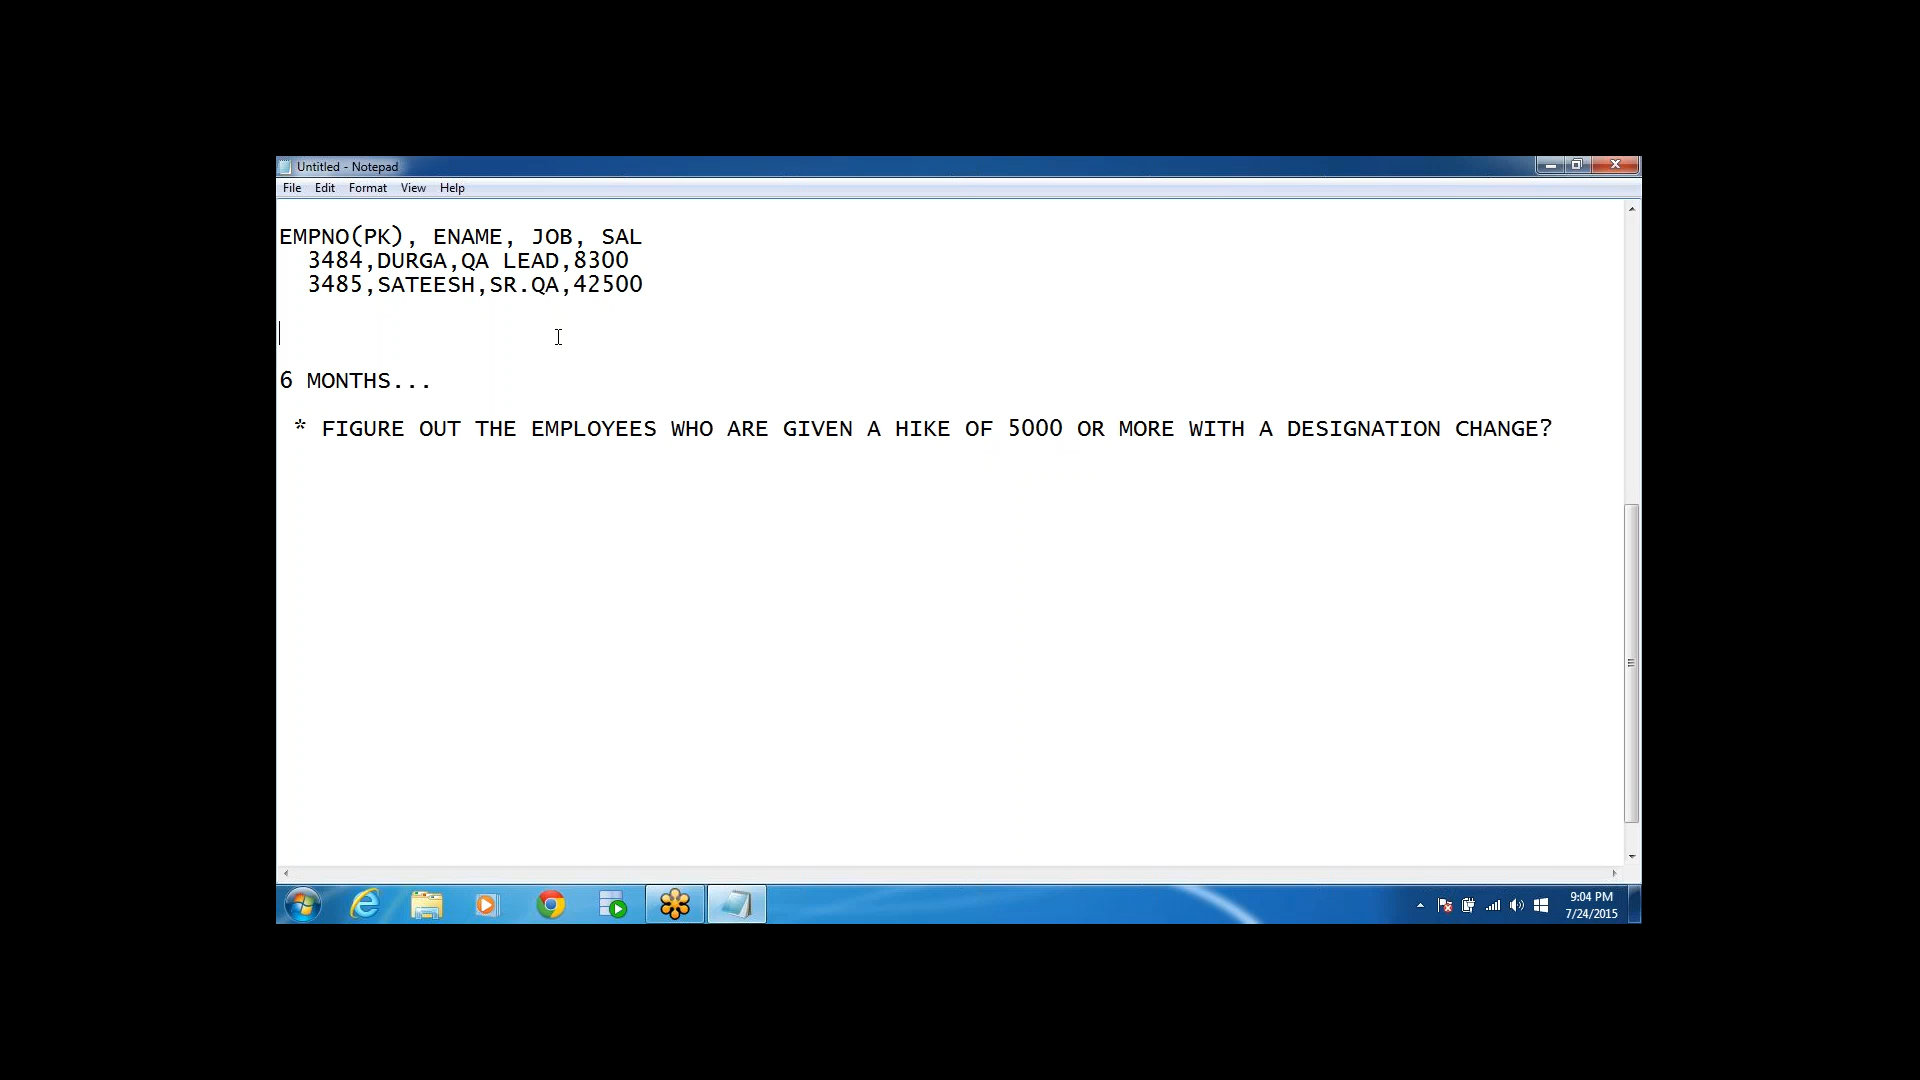 Untitled - Notepad
File Edit Format View Help
EMPNO(PK), ENAME, JOB, SAL
3484,DURGA,QA LEAD,8300
3485,SATEESH,SR.QA,42500
6 MONTHS...
* FIGURE OUT THE EMPLOYEES WHO ARE GIVEN A HIKE OF 5000 OR MORE WITH A DESIGNATION CHANGE?
9:04 PM
7/24/2015